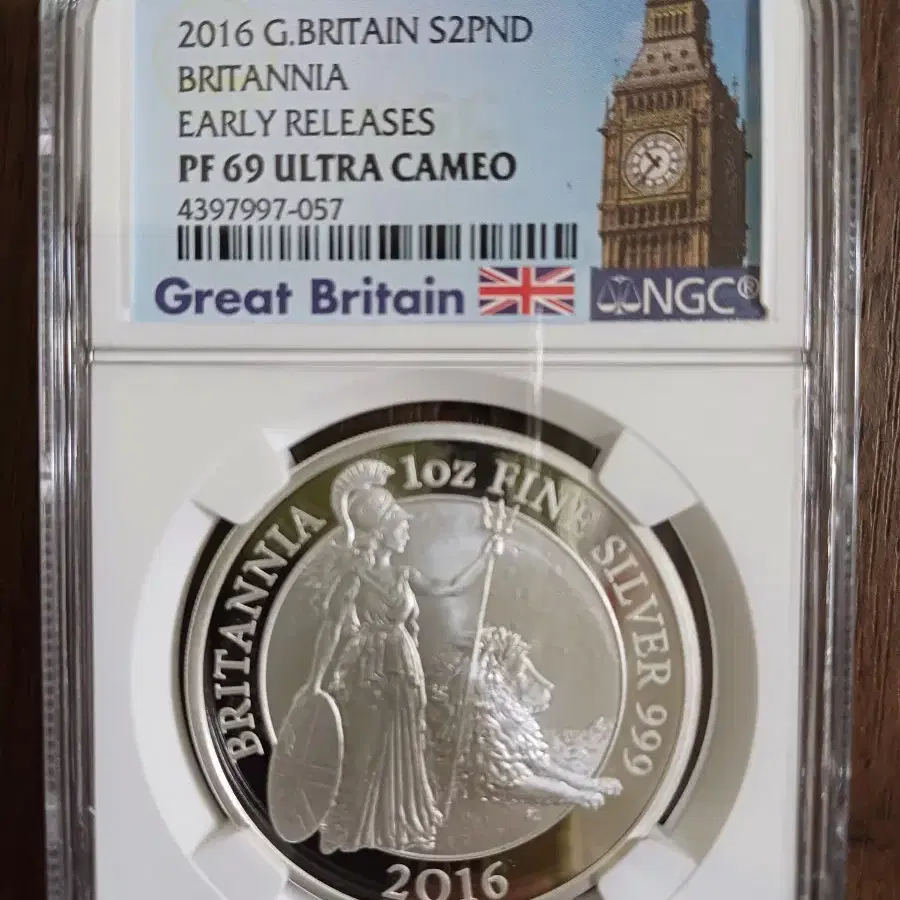 2016 G.BRITAIN S2PND
BRITANNIA
EARLY RELEASES
PF 69 ULTRA CAMEO
4397997-057
Great Britain NGC®
BRITANNIA 1oz FINE SILVER 999
2016